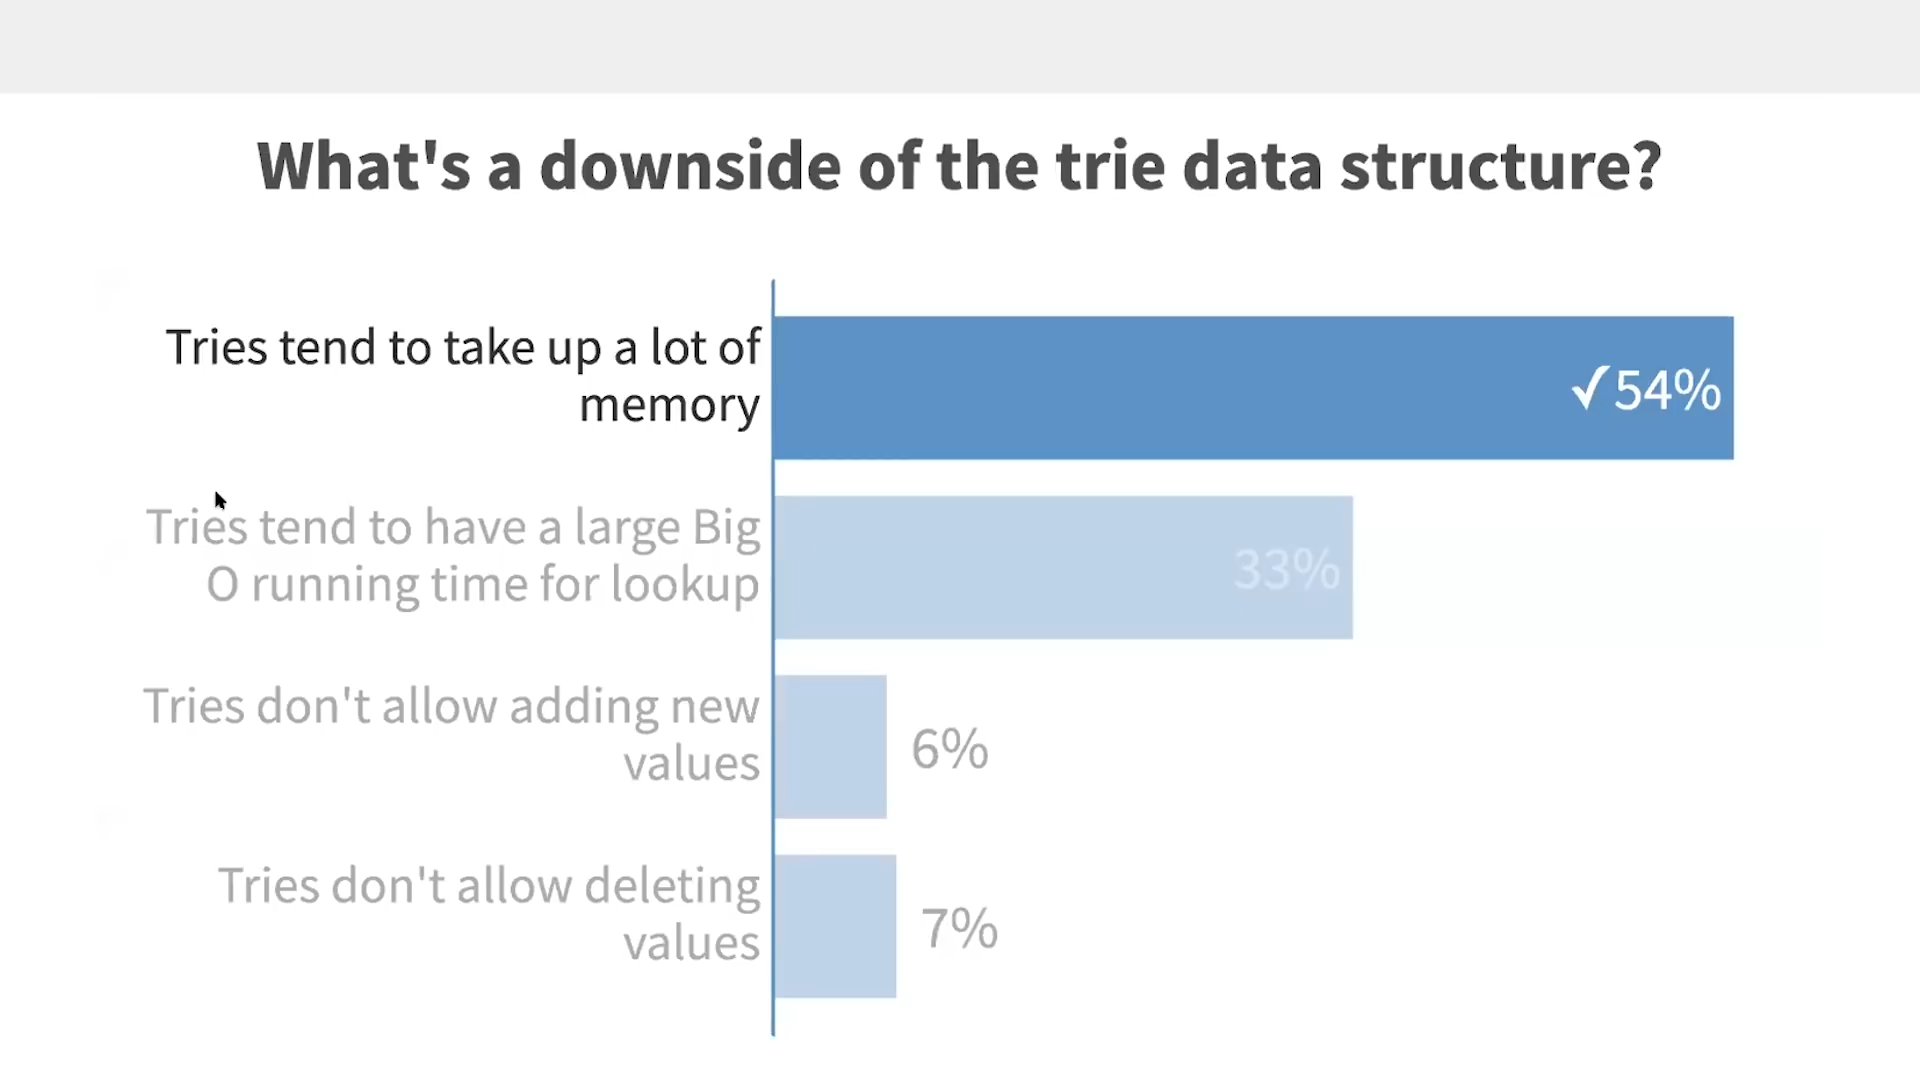 What's a downside of the trie data structure?
Tries tend to take up a lot of
memory
✓54%
Tries tend to have a large Big
O running time for lookup
33%
Tries don't allow adding new
values
6%
Tries don't allow deleting
values
7%